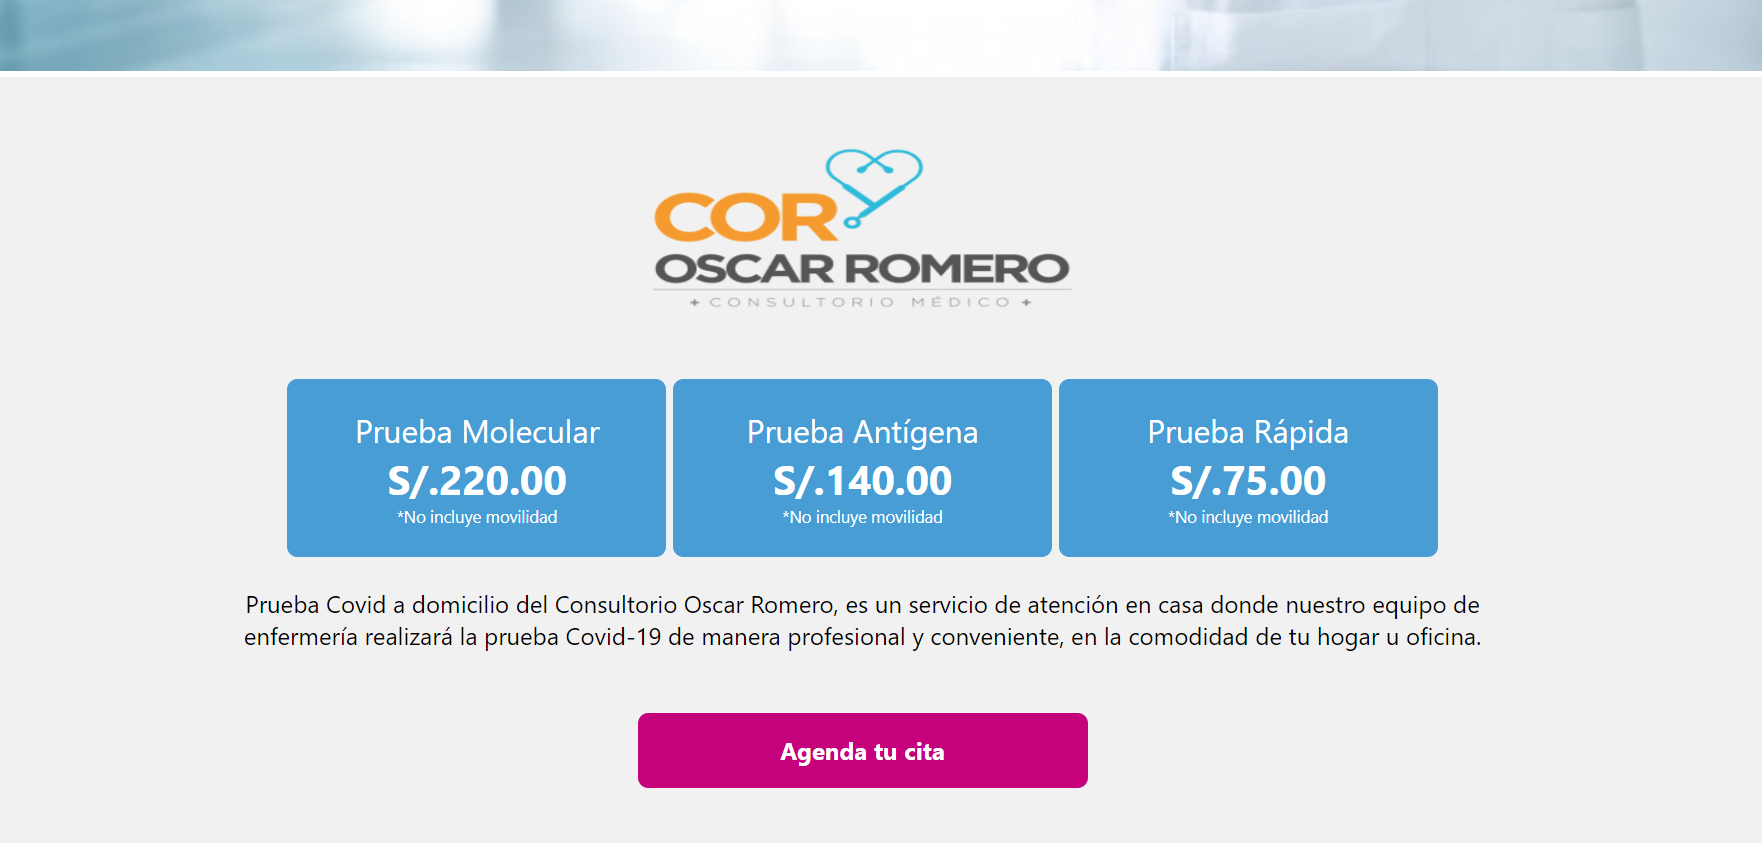 COR
OSCAR ROMERO
+ CONSULTORIO MÉDICO +
Prueba Molecular
S/.220.00
*No incluye movilidad
Prueba Antígena
S/.140.00
*No incluye movilidad
Prueba Rápida
S/.75.00
*No incluye movilidad
Prueba Covid a domicilio del Consultorio Oscar Romero, es un servicio de atención en casa donde nuestro equipo de
enfermería realizará la prueba Covid-19 de manera profesional y conveniente, en la comodidad de tu hogar u oficina.
Agenda tu cita